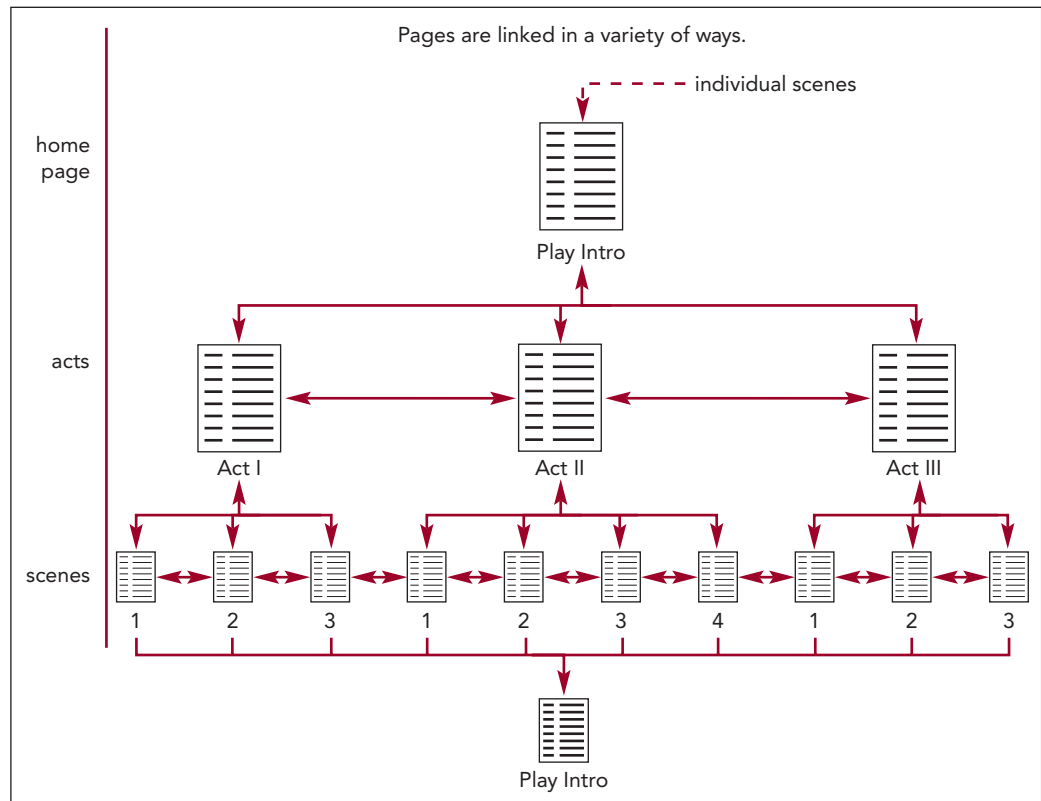 Pages are linked in a variety of ways.
individual scenes
home
page
Play Intro
acts
Act I
Act II
Act III
scenes
1 2 3 1 2 3 4 1 2 3
Play Intro